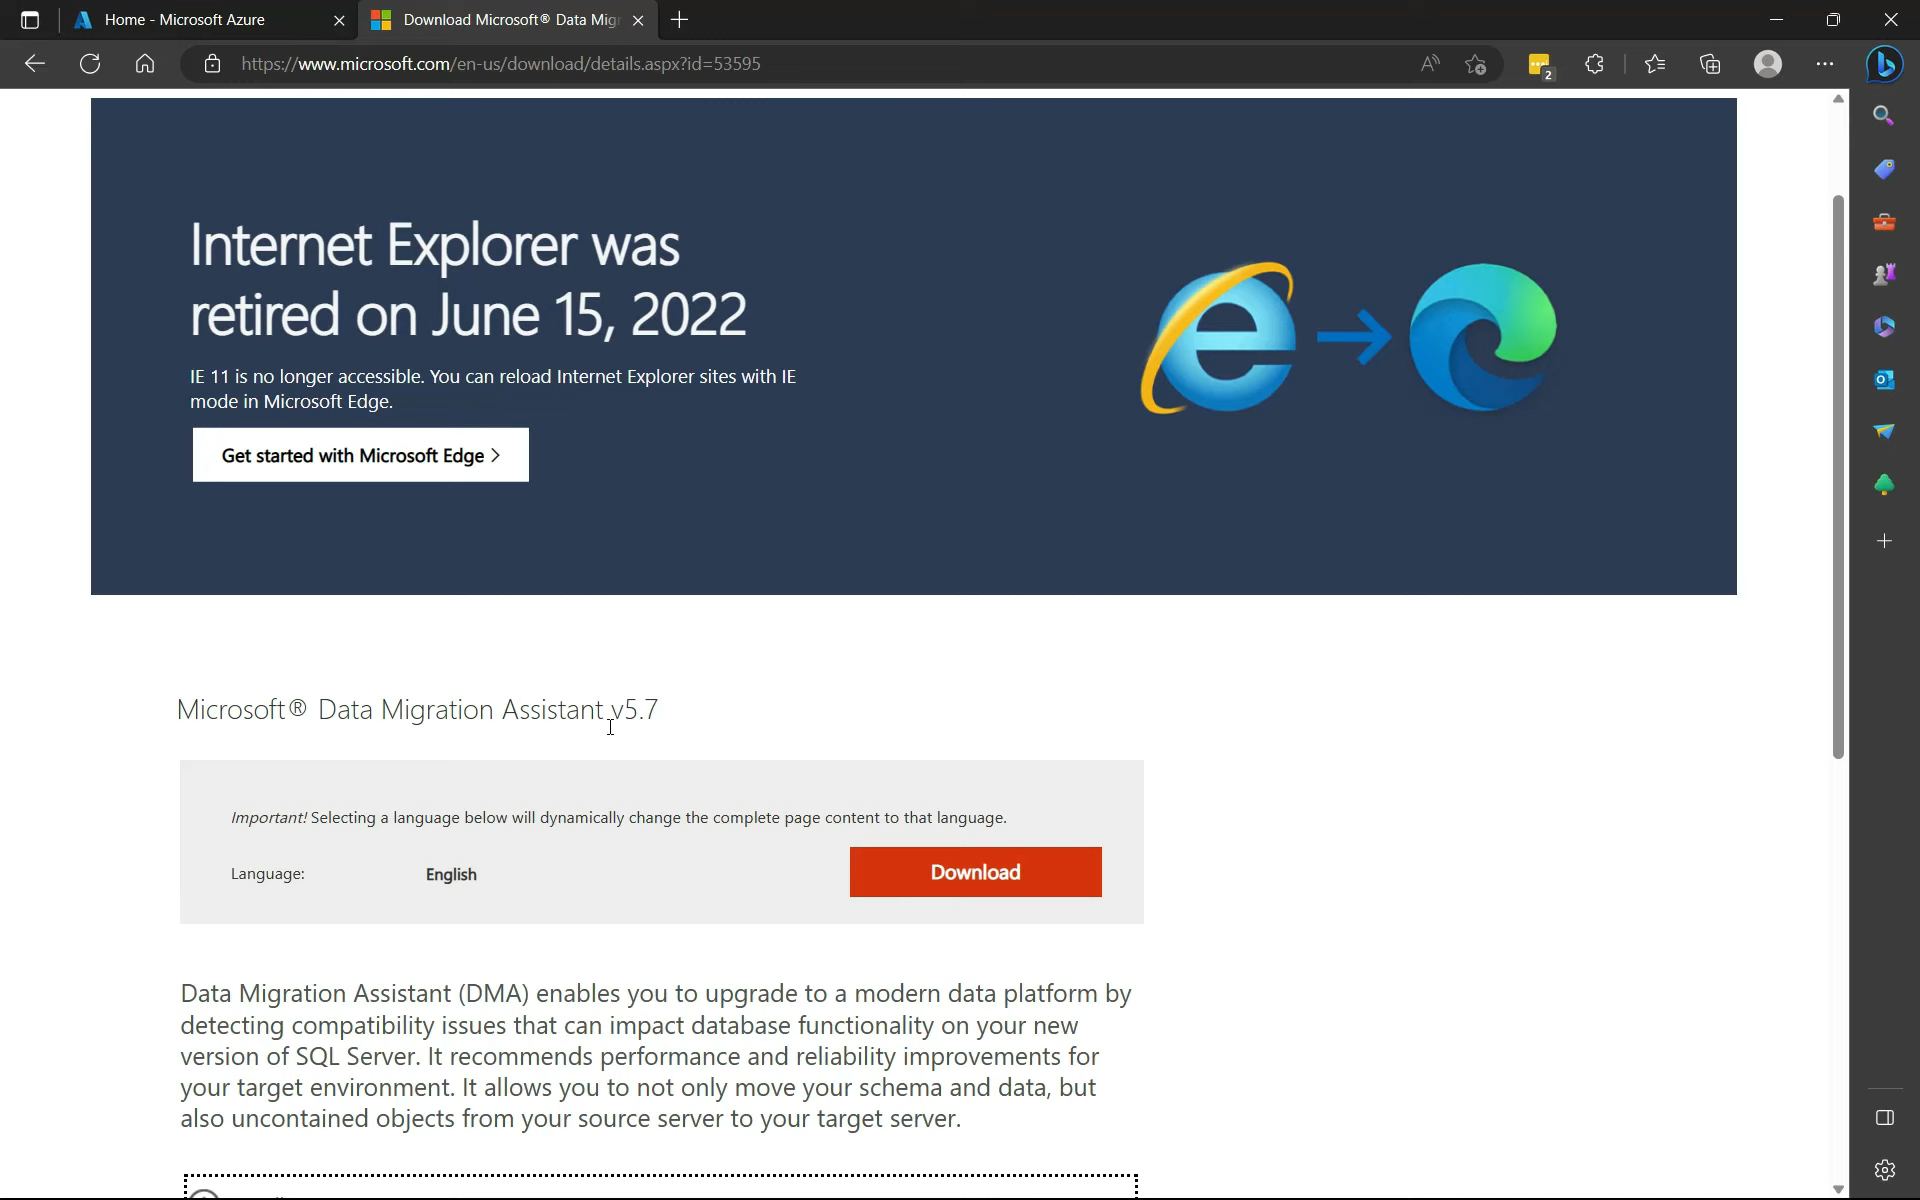 Home - Microsoft Azure
Download Microsoft® Data Migr
https://www.microsoft.com/en-us/download/details.aspx?id=53595
2
Internet Explorer was
retired on June 15, 2022
IE 11 is no longer accessible. You can reload Internet Explorer sites with IE
mode in Microsoft Edge.
Get started with Microsoft Edge >
Microsoft® Data Migration Assistant v5.7
Important! Selecting a language below will dynamically change the complete page content to that language.
Language: English Download
Data Migration Assistant (DMA) enables you to upgrade to a modern data platform by
detecting compatibility issues that can impact database functionality on your new
version of SQL Server. It recommends performance and reliability improvements for
your target environment. It allows you to not only move your schema and data, but
also uncontained objects from your source server to your target server.